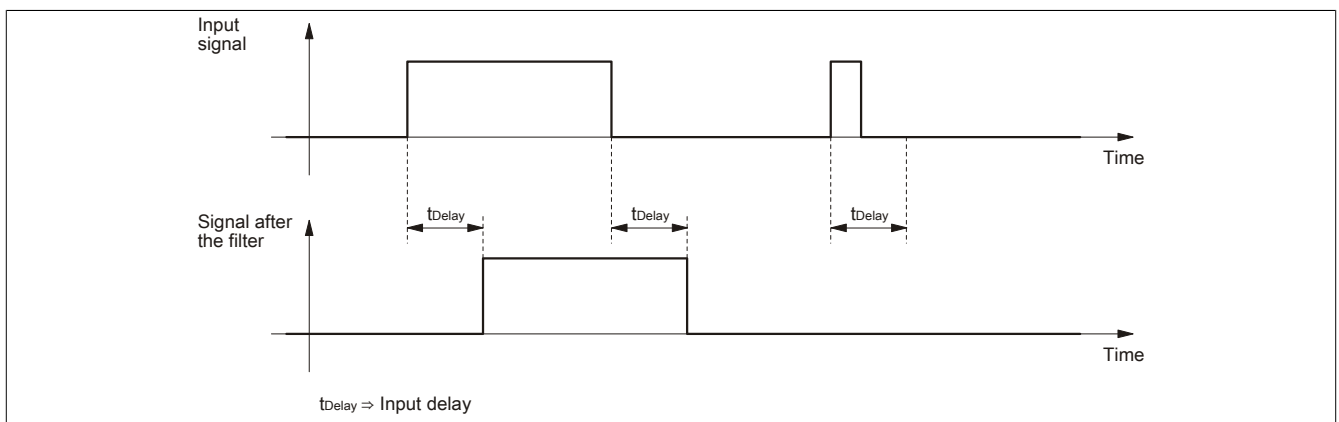 Input
signal
Time
tDelay
tDelay
tDelay
Signal after
the filter
Time
tDelay ⇒ Input delay